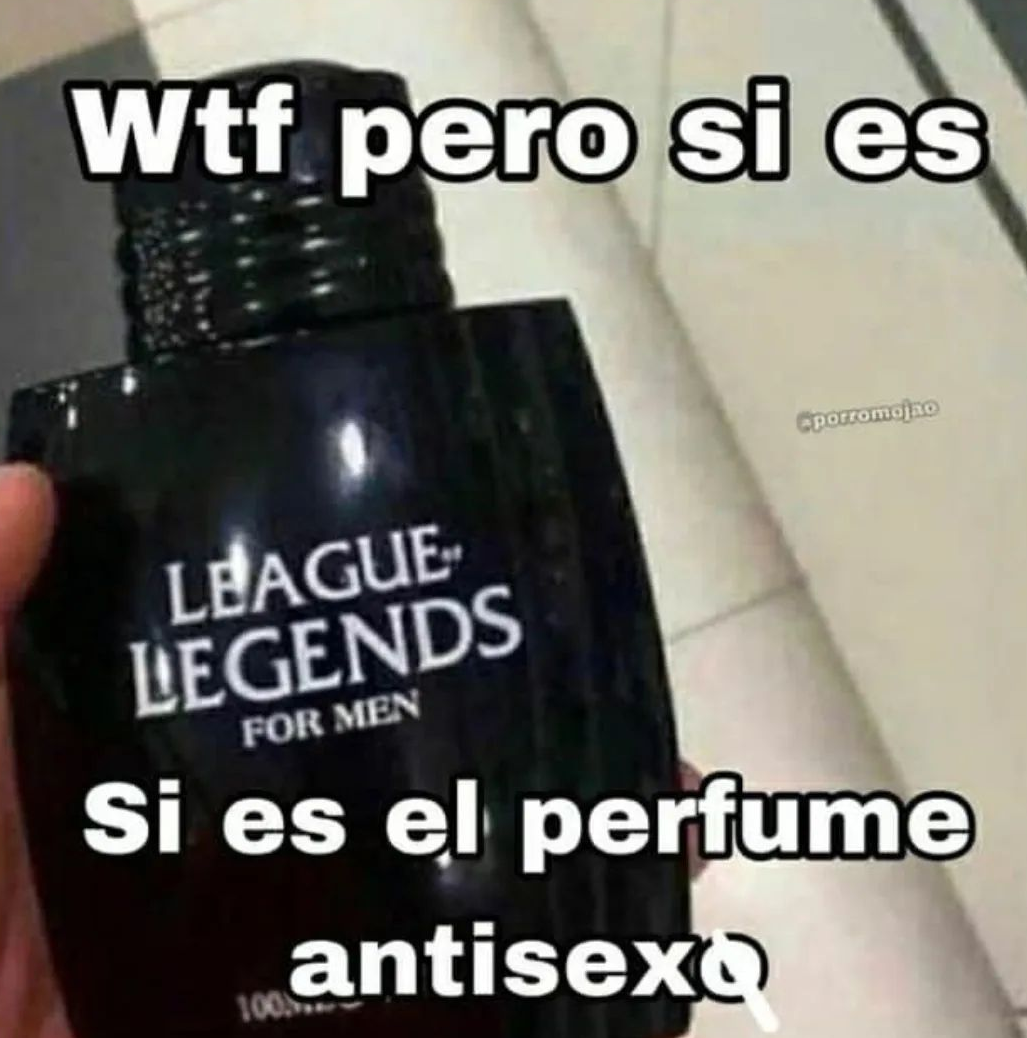 Wtf pero si es
@porromojao
LEAGUE
LEGENDS
FOR MEN
Si es el perfume
antisexo